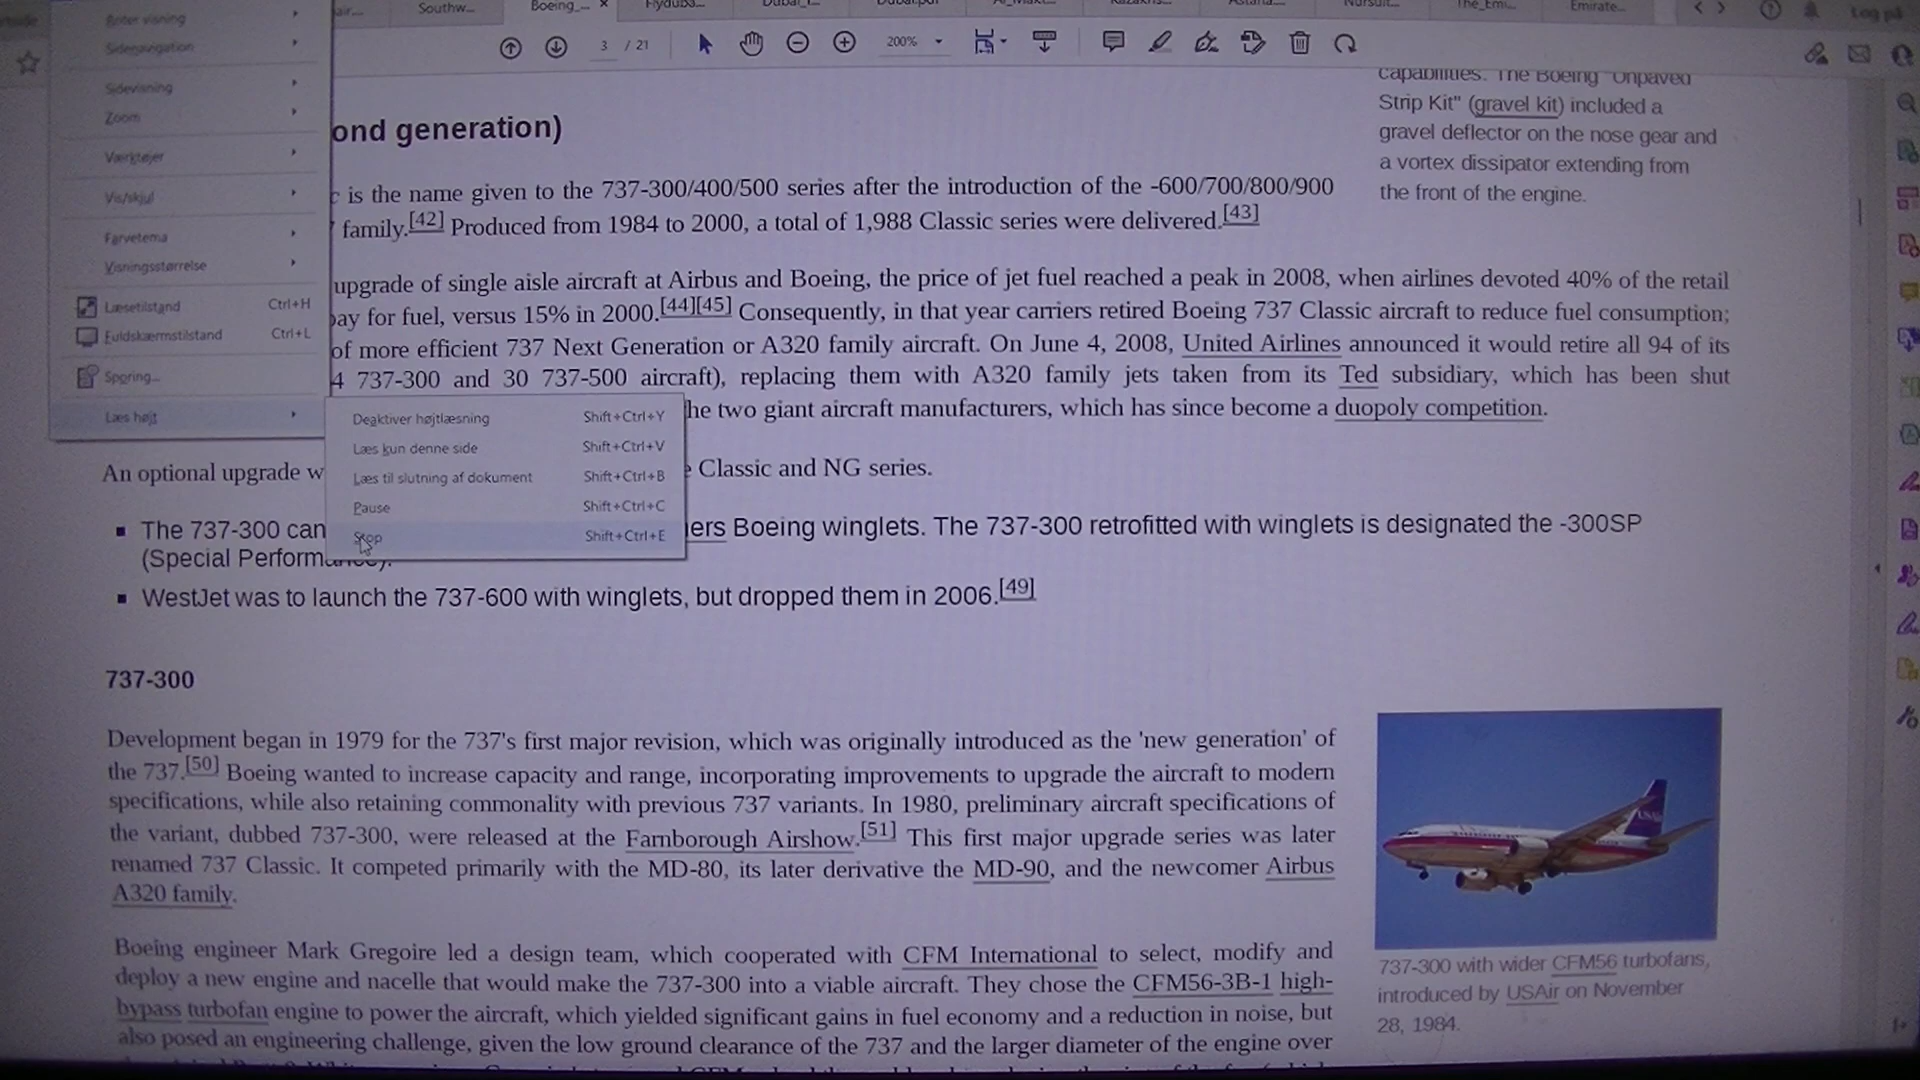 Southw...
Boeing_...
×
Flyduba...
Dubai.pdf
Kazakhs...
Astana...
The_Emi...
Emirate...
Log på
Roter visning
Sidenavigation
Sidevisning
Zoom
Værktøjer
Vis/skjul
Farvetema
Visningsstørrelse
Læsetilstand Ctrl+H
Fuldskærmstilstand Ctrl+L
Sporing...
Læs højt
Deaktiver højtlæsning Shift+Ctrl+Y
Læs kun denne side Shift+Ctrl+V
Læs til slutning af dokument Shift+Ctrl+B
Pause Shift+Ctrl+C
Stop Shift+Ctrl+E
3 / 21
200%
ond generation)
c is the name given to the 737-300/400/500 series after the introduction of the -600/700/800/900
family.[42] Produced from 1984 to 2000, a total of 1,988 Classic series were delivered.[43]
upgrade of single aisle aircraft at Airbus and Boeing, the price of jet fuel reached a peak in 2008, when airlines devoted 40% of the retail
pay for fuel, versus 15% in 2000.[44][45] Consequently, in that year carriers retired Boeing 737 Classic aircraft to reduce fuel consumption;
of more efficient 737 Next Generation or A320 family aircraft. On June 4, 2008, United Airlines announced it would retire all 94 of its
4 737-300 and 30 737-500 aircraft), replacing them with A320 family jets taken from its Ted subsidiary, which has been shut
he two giant aircraft manufacturers, which has since become a duopoly competition.
An optional upgrade w
e Classic and NG series.
▪ The 737-300 can
ers Boeing winglets. The 737-300 retrofitted with winglets is designated the -300SP
(Special Performance).
▪ WestJet was to launch the 737-600 with winglets, but dropped them in 2006.[49]
capabilities. The Boeing "Unpaved
Strip Kit" (gravel kit) included a
gravel deflector on the nose gear and
a vortex dissipator extending from
the front of the engine.
737-300
Development began in 1979 for the 737's first major revision, which was originally introduced as the 'new generation' of
the 737.[50] Boeing wanted to increase capacity and range, incorporating improvements to upgrade the aircraft to modern
specifications, while also retaining commonality with previous 737 variants. In 1980, preliminary aircraft specifications of
the variant, dubbed 737-300, were released at the Farnborough Airshow.[51] This first major upgrade series was later
renamed 737 Classic. It competed primarily with the MD-80, its later derivative the MD-90, and the newcomer Airbus
A320 family.
Boeing engineer Mark Gregoire led a design team, which cooperated with CFM International to select, modify and
deploy a new engine and nacelle that would make the 737-300 into a viable aircraft. They chose the CFM56-3B-1 high-
bypass turbofan engine to power the aircraft, which yielded significant gains in fuel economy and a reduction in noise, but
also posed an engineering challenge, given the low ground clearance of the 737 and the larger diameter of the engine over
USAir
737-300 with wider CFM56 turbofans,
introduced by USAir on November
28, 1984.